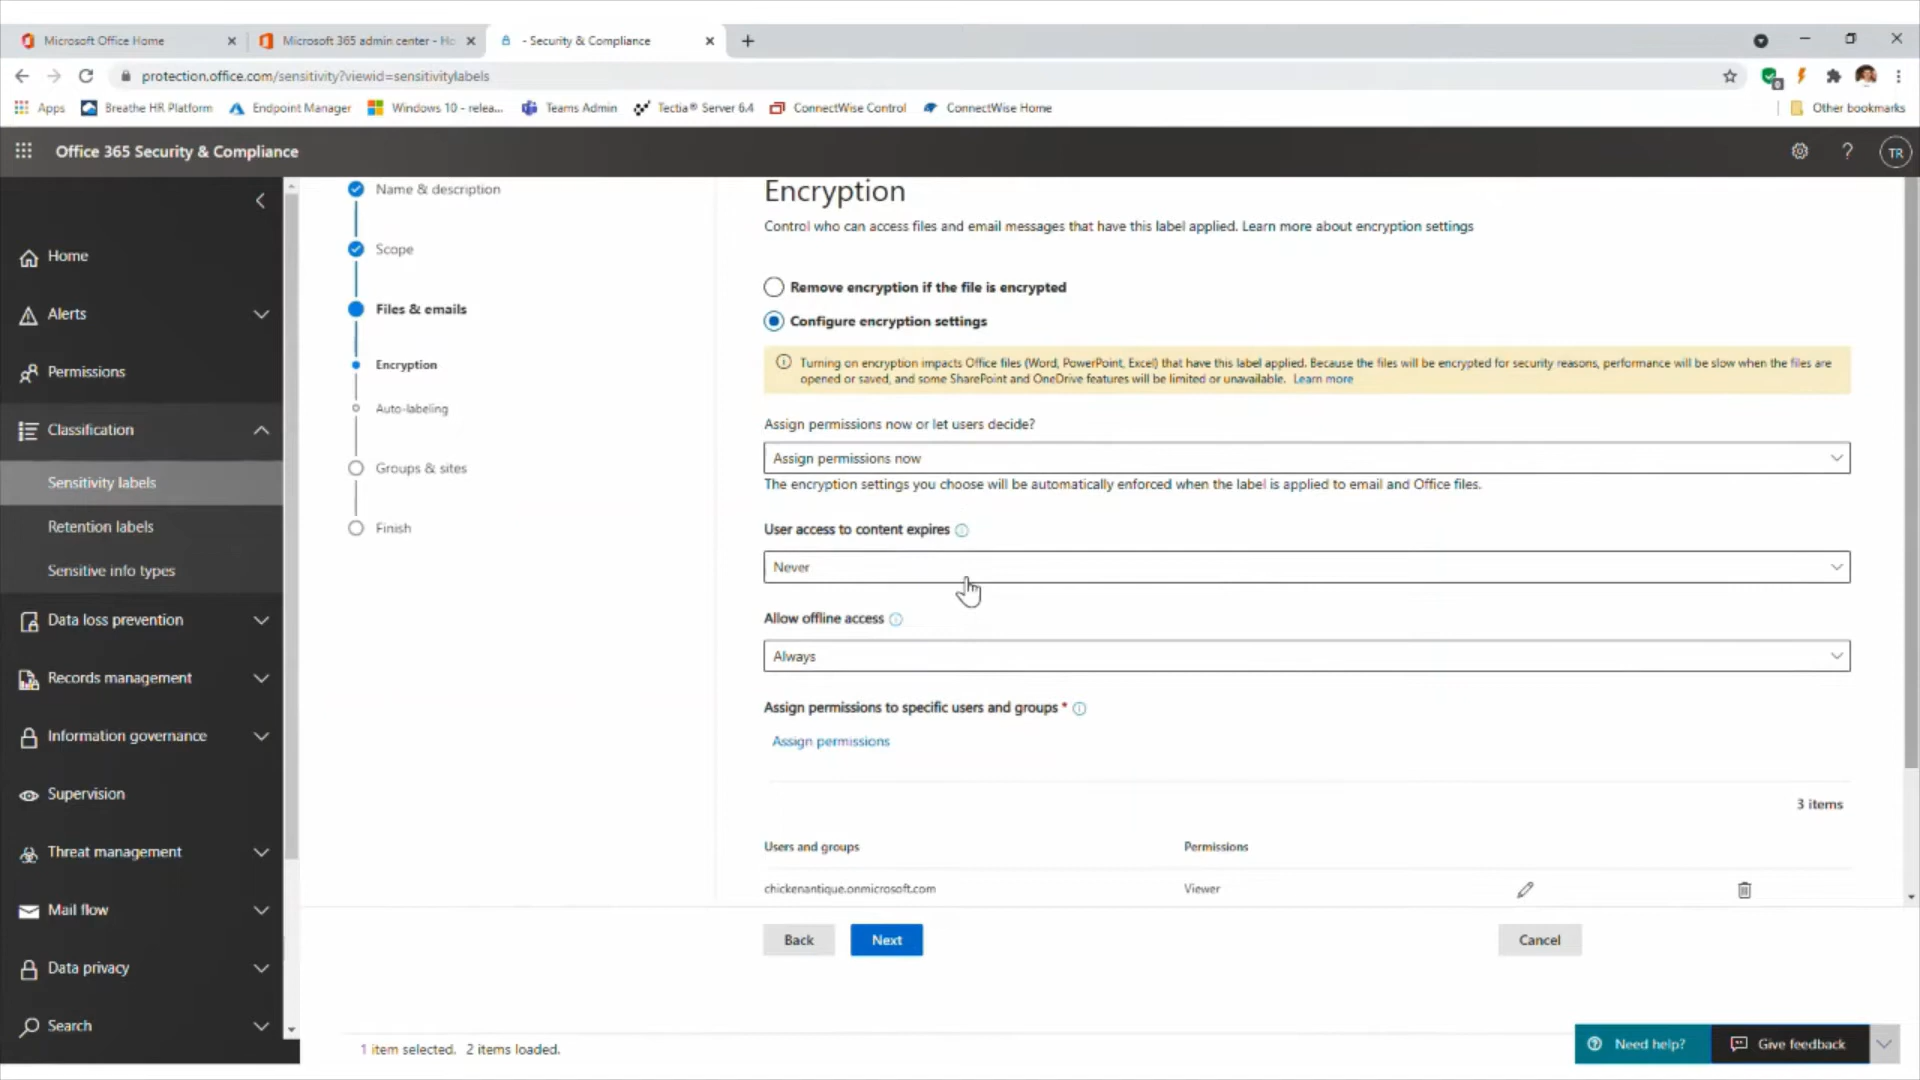 Microsoft Office Home
Microsoft 365 admin center - Ho
- Security & Compliance
protection.office.com/sensitivity?viewid=sensitivitylabels
Apps
Breathe HR Platform
Endpoint Manager
Windows 10 - relea...
Teams Admin
Tectia® Server 6.4
ConnectWise Control
ConnectWise Home
Other bookmarks
Office 365 Security & Compliance
TR
Home
Alerts
Permissions
Classification
Sensitivity labels
Retention labels
Sensitive info types
Data loss prevention
Records management
Information governance
Supervision
Threat management
Mail flow
Data privacy
Search
Name & description
Scope
Files & emails
Encryption
Auto-labeling
Groups & sites
Finish
Encryption
Control who can access files and email messages that have this label applied. Learn more about encryption settings
Remove encryption if the file is encrypted
Configure encryption settings
Turning on encryption impacts Office files (Word, PowerPoint, Excel) that have this label applied. Because the files will be encrypted for security reasons, performance will be slow when the files are
opened or saved, and some SharePoint and OneDrive features will be limited or unavailable. Learn more
Assign permissions now or let users decide?
Assign permissions now
The encryption settings you choose will be automatically enforced when the label is applied to email and Office files.
User access to content expires
Never
Allow offline access
Always
Assign permissions to specific users and groups *
Assign permissions
3 items
Users and groups
Permissions
chickenantique.onmicrosoft.com
Viewer
Back
Next
Cancel
1 item selected. 2 items loaded.
Need help?
Give feedback